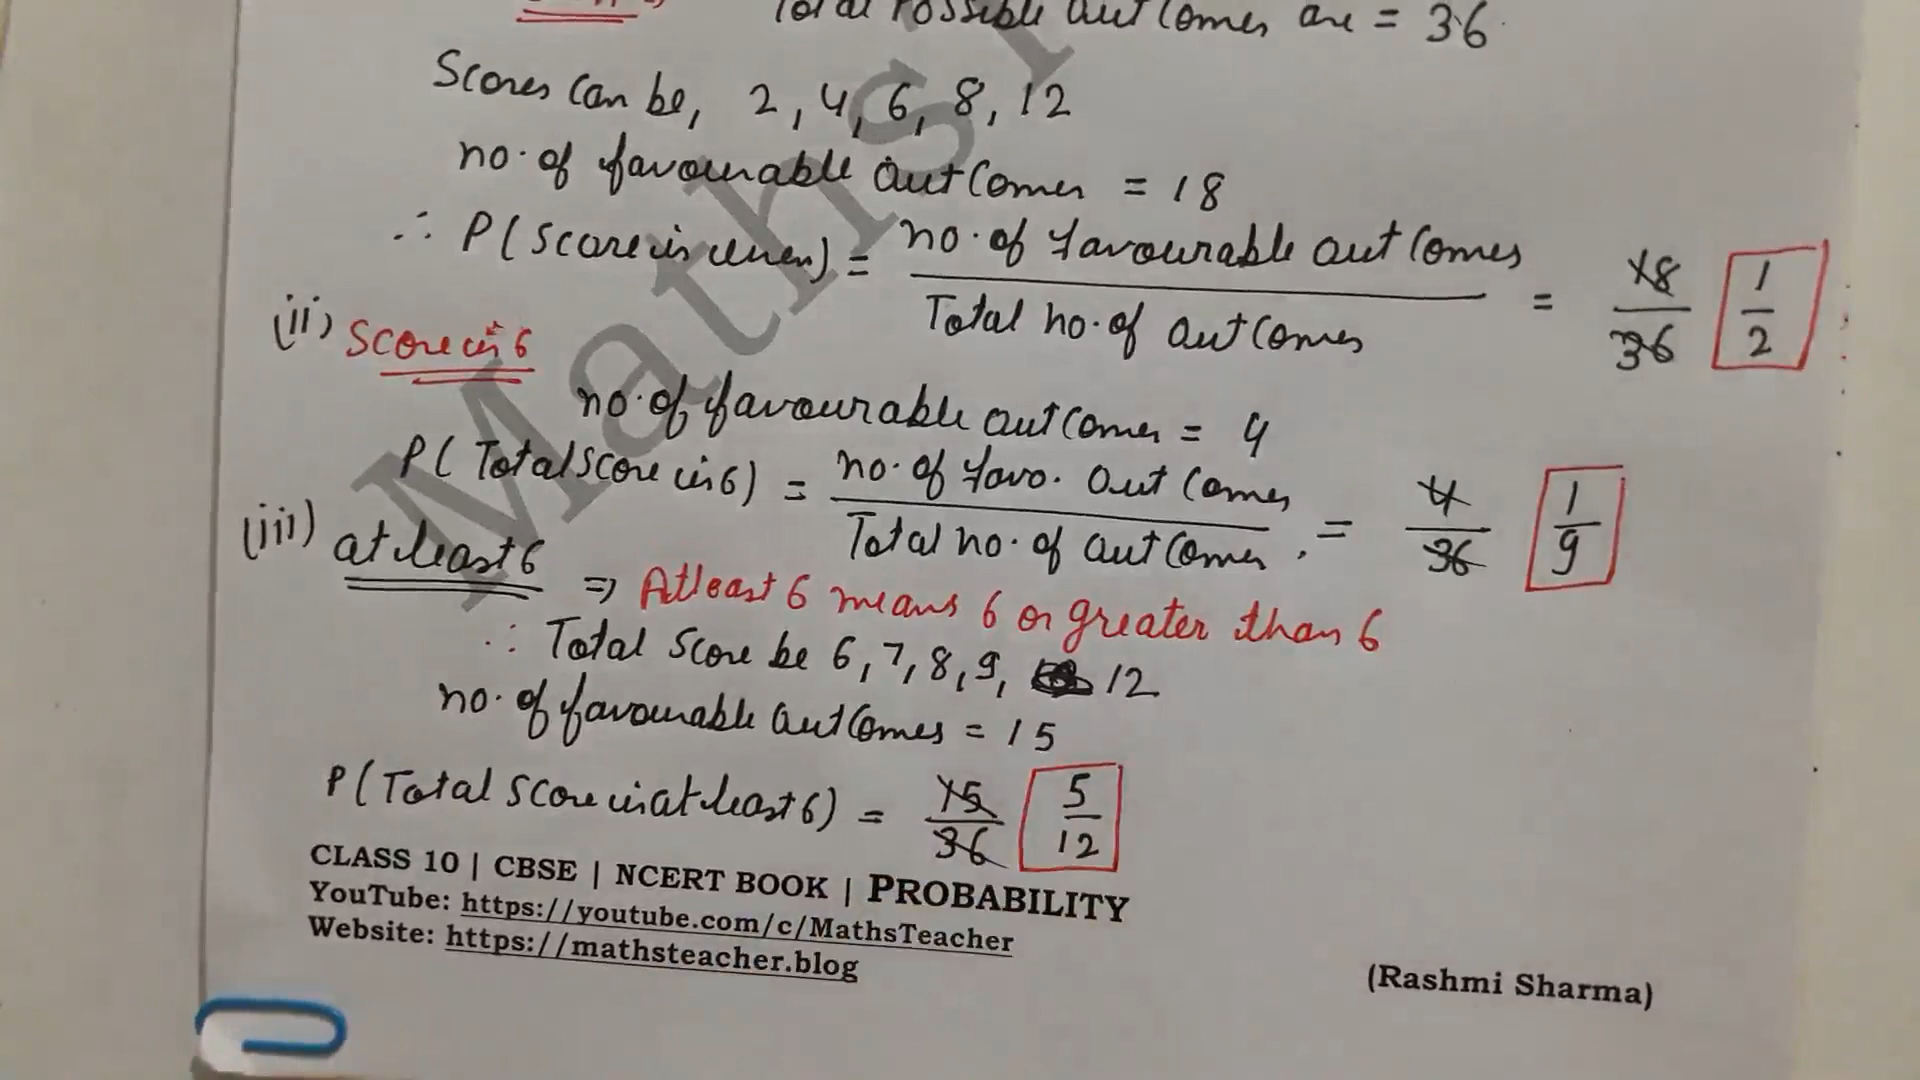 Total Possible Outcomes are = 36.
Scores can be, 2, 4, 6, 8, 12
no. of favourable outcomes = 18
∴ P(score is even) = no. of favourable outcomes / Total no. of outcomes = 18/36 1/2
(ii) Score is 6
no. of favourable outcomes = 4
P(Total score is 6) = no. of favo. outcomes / Total no. of outcomes. = 4/36 1/9
(iii) at least 6 => Atleast 6 means 6 or greater than 6
∴ Total score be 6, 7, 8, 9, 12
no. of favourable outcomes = 15
P(Total score is at least 6) = 15/36 5/12
CLASS 10 | CBSE | NCERT BOOK | PROBABILITY
YouTube: https://youtube.com/c/MathsTeacher
Website: https://mathsteacher.blog
(Rashmi Sharma)
Maths